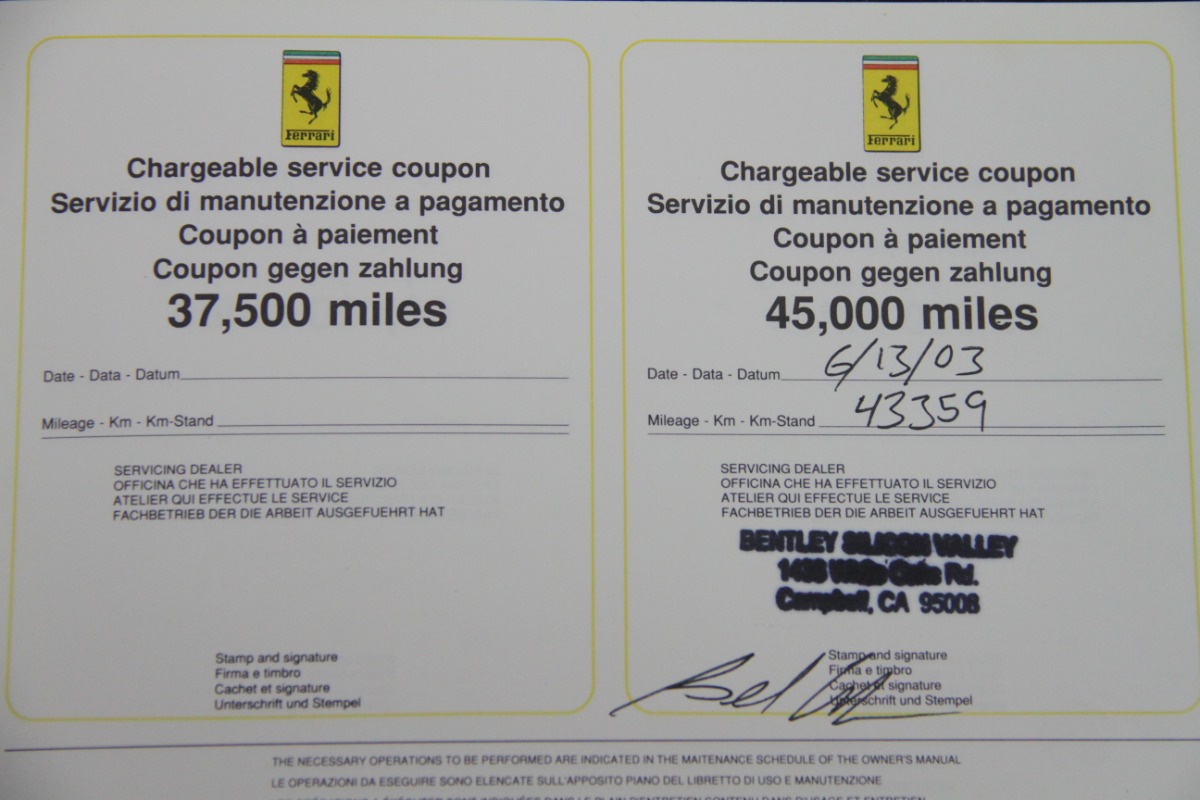 Ferrari
Chargeable service coupon
Servizio di manutenzione a pagamento
Coupon à paiement
Coupon gegen zahlung
37,500 miles
Date - Data - Datum
Mileage - Km - Km-Stand
SERVICING DEALER
OFFICINA CHE HA EFFETTUATO IL SERVIZIO
ATELIER QUI EFFECTUE LE SERVICE
FACHBETRIEB DER DIE ARBEIT AUSGEFUEHRT HAT
Stamp and signature
Firma e timbro
Cachet et signature
Unterschrift und Stempel
Ferrari
Chargeable service coupon
Servizio di manutenzione a pagamento
Coupon à paiement
Coupon gegen zahlung
45,000 miles
Date - Data - Datum 6/13/03
Mileage - Km - Km-Stand 43359
SERVICING DEALER
OFFICINA CHE HA EFFETTUATO IL SERVIZIO
ATELIER QUI EFFECTUE LE SERVICE
FACHBETRIEB DER DIE ARBEIT AUSGEFUEHRT HAT
BENTLEY SILICON VALLEY
Rd.
Campbell, CA 95008
Stamp and signature
Firma e timbro
Cachet et signature
Unterschrift und Stempel
THE NECESSARY OPERATIONS TO BE PERFORMED ARE INDICATED IN THE MAITENANCE SCHEDULE OF THE OWNER'S MANUAL
LE OPERAZIONI DA ESEGUIRE SONO ELENCATE SULL'APPOSITO PIANO DEL LIBRETTO DI USO E MANUTENZIONE